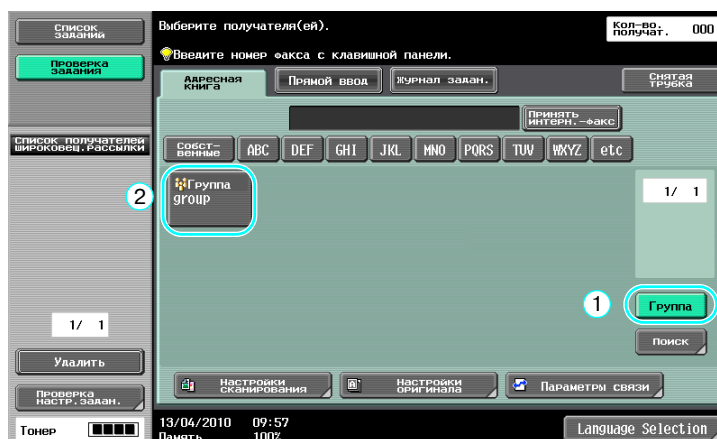 Список
заданий
Проверка
задания
Список получателей
широковещ.рассылки
1/ 1
Удалить
Проверка
настр.задан.
Тонер
Выберите получателя(ей).
Кол-во.
получат. 000
Введите номер факса с клавишной панели.
Адресная
книга
Прямой ввод
Журнал задан.
Снятая
трубка
Принять
интерн.-факс
Собст-
венные
ABC
DEF
GHI
JKL
MNO
PQRS
TUV
WXYZ
etc
2
Группа
group
1/ 1
1
Группа
Поиск
Настройки
сканирования
Настройки
оригинала
Параметры связи
13/04/2010 09:57
Память 100%
Language Selection